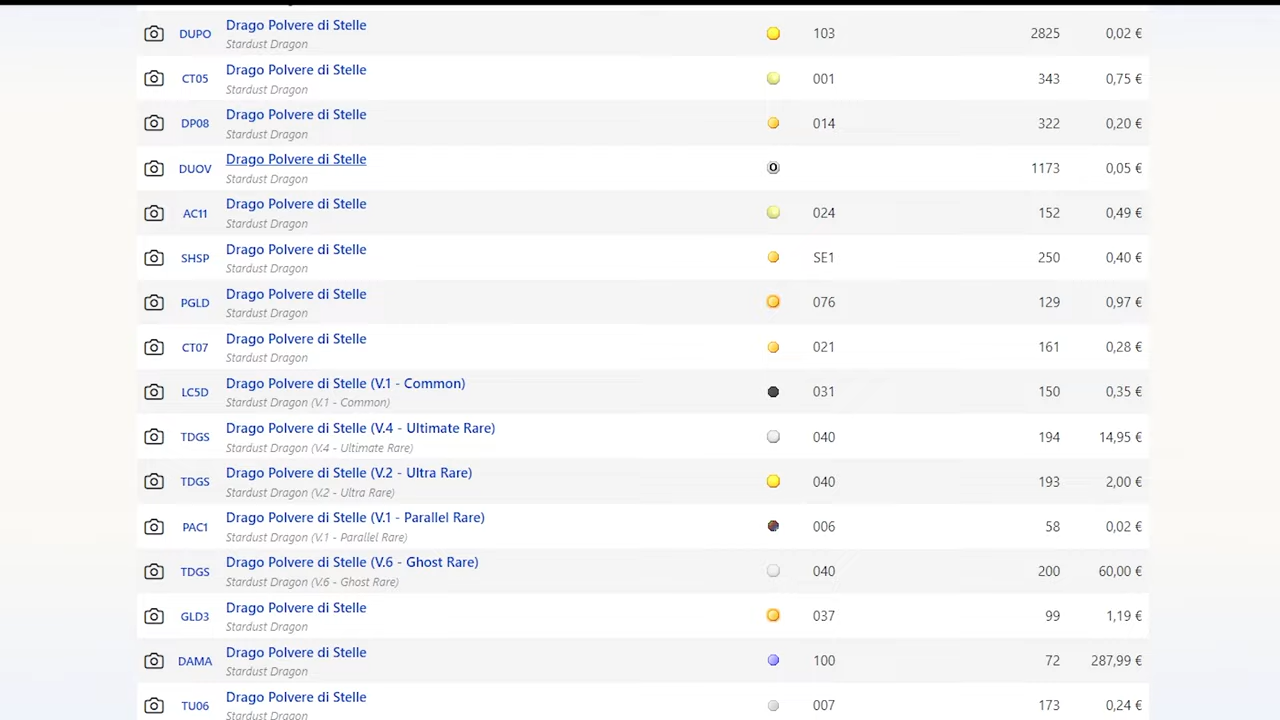 DUPO Drago Polvere di Stelle 103 2825 0,02 €
Stardust Dragon
CT05 Drago Polvere di Stelle 001 343 0,75 €
Stardust Dragon
DP08 Drago Polvere di Stelle 014 322 0,20 €
Stardust Dragon
DUOV Drago Polvere di Stelle O 1173 0,05 €
Stardust Dragon
AC11 Drago Polvere di Stelle 024 152 0,49 €
Stardust Dragon
SHSP Drago Polvere di Stelle SE1 250 0,40 €
Stardust Dragon
PGLD Drago Polvere di Stelle 076 129 0,97 €
Stardust Dragon
CT07 Drago Polvere di Stelle 021 161 0,28 €
Stardust Dragon
LC5D Drago Polvere di Stelle (V.1 - Common) 031 150 0,35 €
Stardust Dragon (V.1 - Common)
TDGS Drago Polvere di Stelle (V.4 - Ultimate Rare) 040 194 14,95 €
Stardust Dragon (V.4 - Ultimate Rare)
TDGS Drago Polvere di Stelle (V.2 - Ultra Rare) 040 193 2,00 €
Stardust Dragon (V.2 - Ultra Rare)
PAC1 Drago Polvere di Stelle (V.1 - Parallel Rare) 006 58 0,02 €
Stardust Dragon (V.1 - Parallel Rare)
TDGS Drago Polvere di Stelle (V.6 - Ghost Rare) 040 200 60,00 €
Stardust Dragon (V.6 - Ghost Rare)
GLD3 Drago Polvere di Stelle 037 99 1,19 €
Stardust Dragon
DAMA Drago Polvere di Stelle 100 72 287,99 €
Stardust Dragon
TU06 Drago Polvere di Stelle 007 173 0,24 €
Stardust Dragon